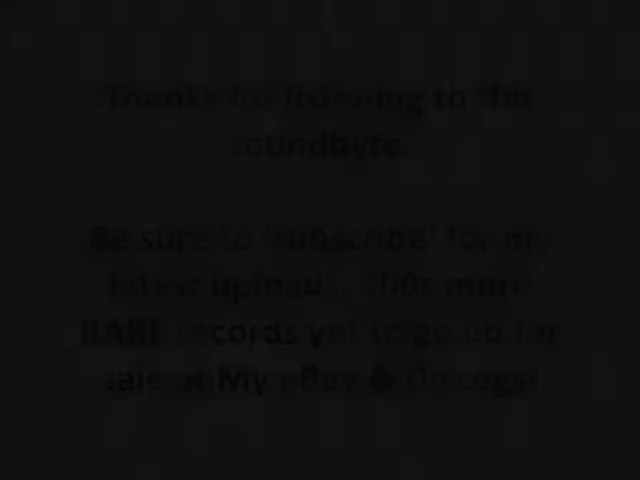 Thanks for listening to this
soundbyte.
Be sure to 'subscribe' for my
latest uploads. 100s more
RARE records yet to go up for
sale at My eBay & Discogs!